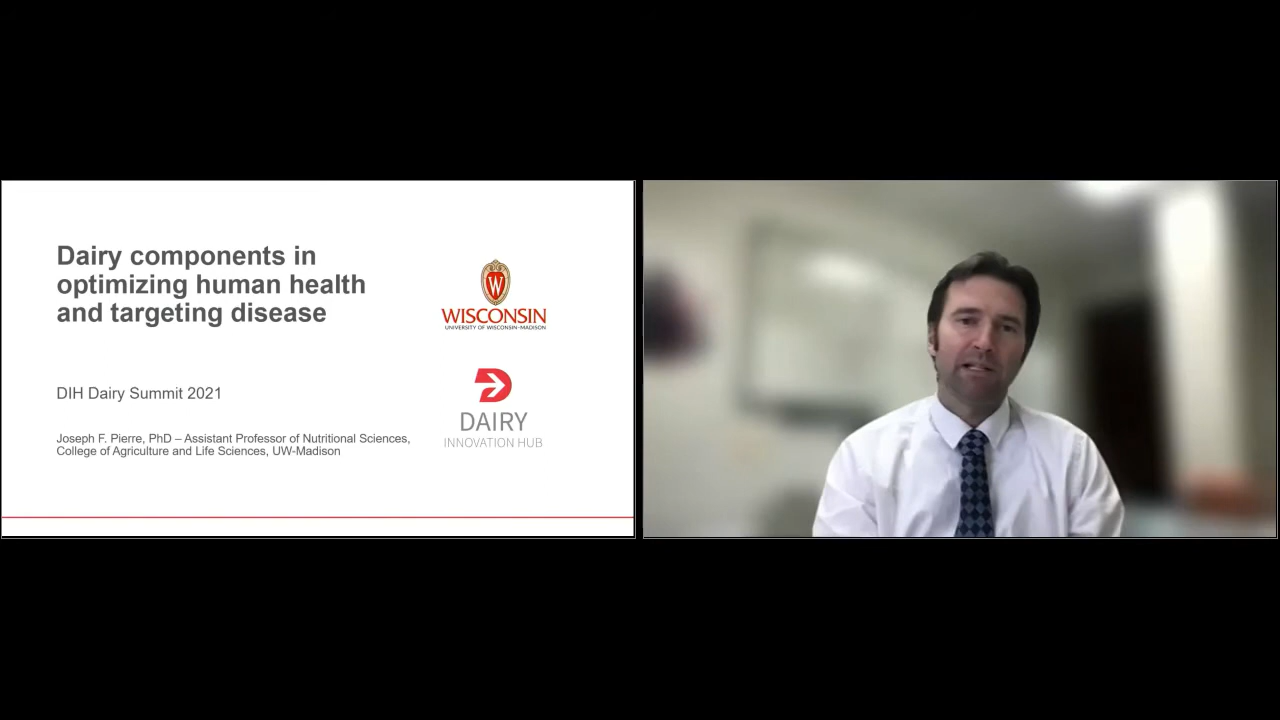 Dairy components in
optimizing human health
and targeting disease
DIH Dairy Summit 2021
Joseph F. Pierre, PhD – Assistant Professor of Nutritional Sciences,
College of Agriculture and Life Sciences, UW-Madison
W
WISCONSIN
UNIVERSITY OF WISCONSIN–MADISON
DAIRY
INNOVATION HUB